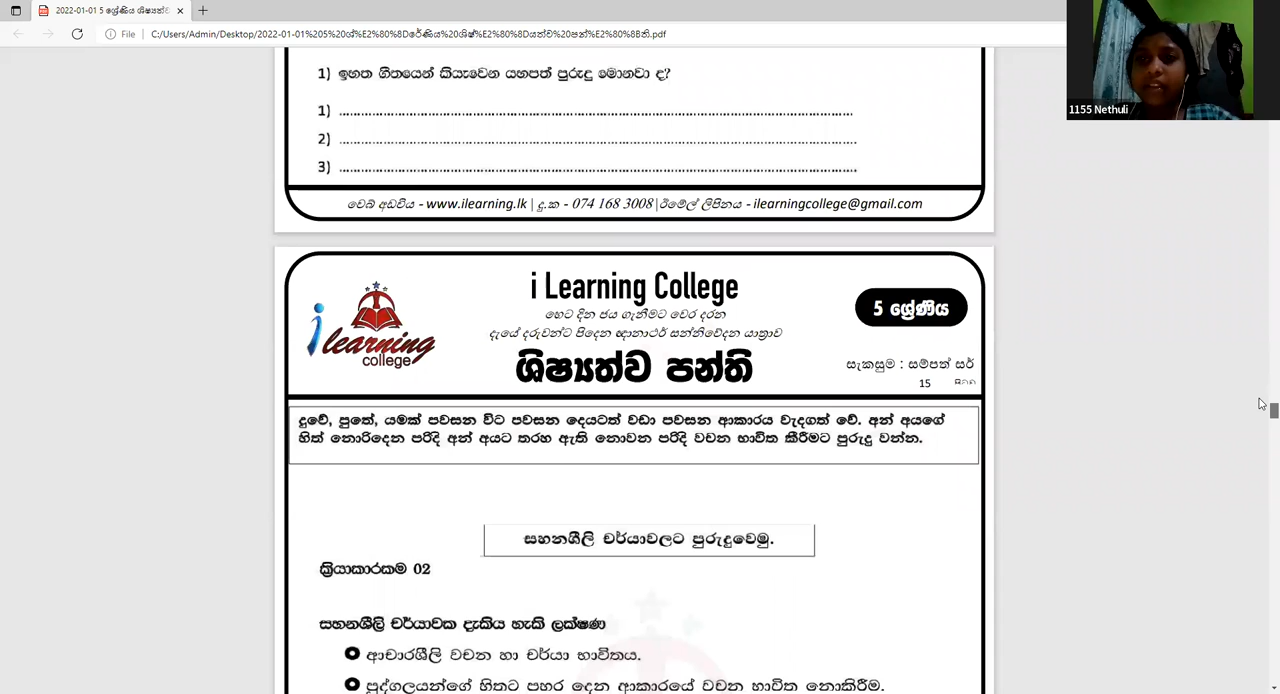 2022-01-01 5 ශ්‍රේණිය ශිෂ්‍යත්ව
File
C:/Users/Admin/Desktop/2022-01-01%205%20ශ්%E2%80%8Dරේණිය%20ශිෂ්%E2%80%8Dයත්ව%20පන්%E2%80%8Bති.pdf
1155 Nethuli
1) ඉහත ගීතයෙන් කියැවෙන යහපත් පුරුදු මොනවා ද?
1) ........................................................................
2) ........................................................................
3) ........................................................................
වෙබ් අඩවිය - www.ilearning.lk | දු.ක - 074 168 3008 | ඊමේල් ලිපිනය - ilearningcollege@gmail.com
i Learning College
හෙට දින ජය ගැනීමට වෙර දරන
දැයේ දරුවන්ට පිදෙන ඥානාර්ථ සන්නිවේදන යාත්‍රාව
ශිෂ්‍යත්ව පන්ති
i learning
college
5 ශ්‍රේණිය
සැකසුම : සම්පත් සර්
15
දුවේ, පුතේ, යමක් පවසන විට පවසන දෙයටත් වඩා පවසන ආකාරය වැදගත් වේ. අන් අයගේ
හිත් නොරිදෙන පරිදි අන් අයට තරහ ඇති නොවන පරිදි වචන භාවිත කිරීමට පුරුදු වන්න.
සහනශීලි චර්යාවලට පුරුදුවෙමු.
ක්‍රියාකාරකම 02
සහනශීලි චර්යාවක දැකිය හැකි ලක්ෂණ
ආචාරශීලි වචන හා චර්යා භාවිතය.
පුද්ගලයන්ගේ හිතට පහර දෙන ආකාරයේ වචන භාවිත නොකිරීම.